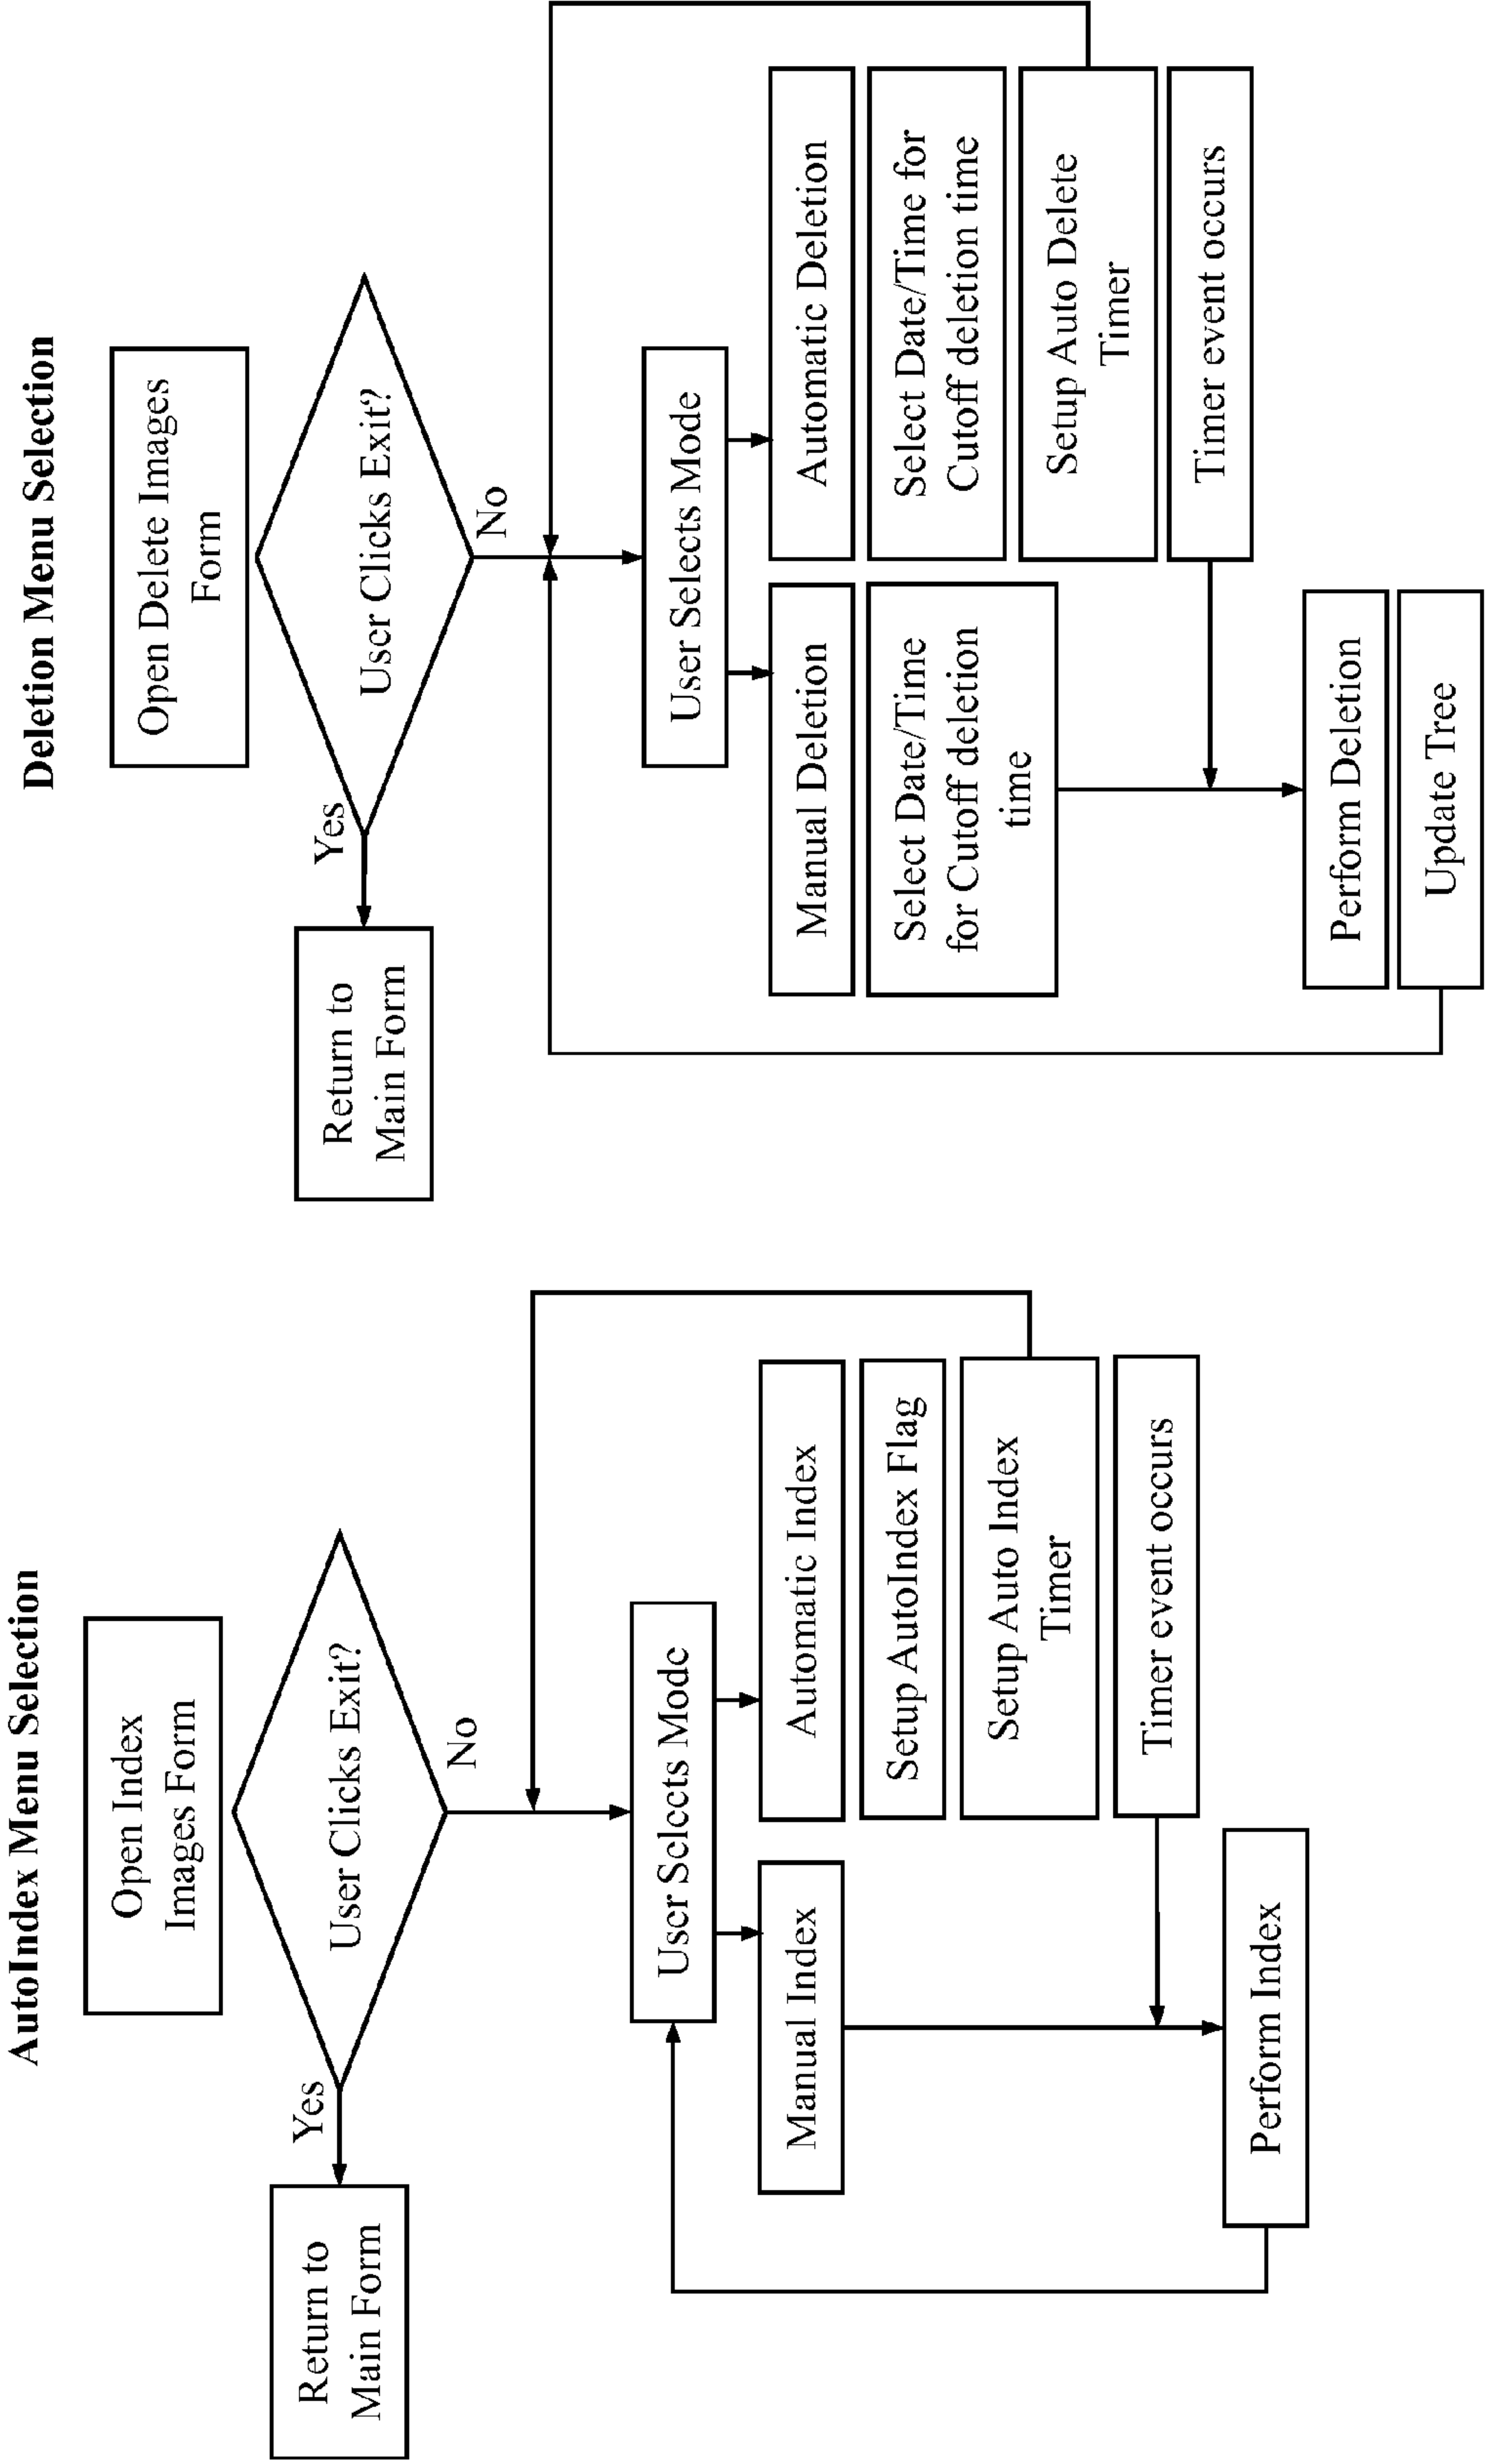 AutoIndex Menu Selection
Open Index
Images Form
User Clicks Exit?
Yes
No
Return to
Main Form
User Selects Mode
Manual Index
Automatic Index
Setup AutoIndex Flag
Setup Auto Index
Timer
Timer event occurs
Perform Index
Deletion Menu Selection
Open Delete Images
Form
User Clicks Exit?
Yes
No
Return to
Main Form
User Selects Mode
Manual Deletion
Select Date/Time
for Cutoff deletion
time
Automatic Deletion
Select Date/Time for
Cutoff deletion time
Setup Auto Delete
Timer
Timer event occurs
Perform Deletion
Update Tree